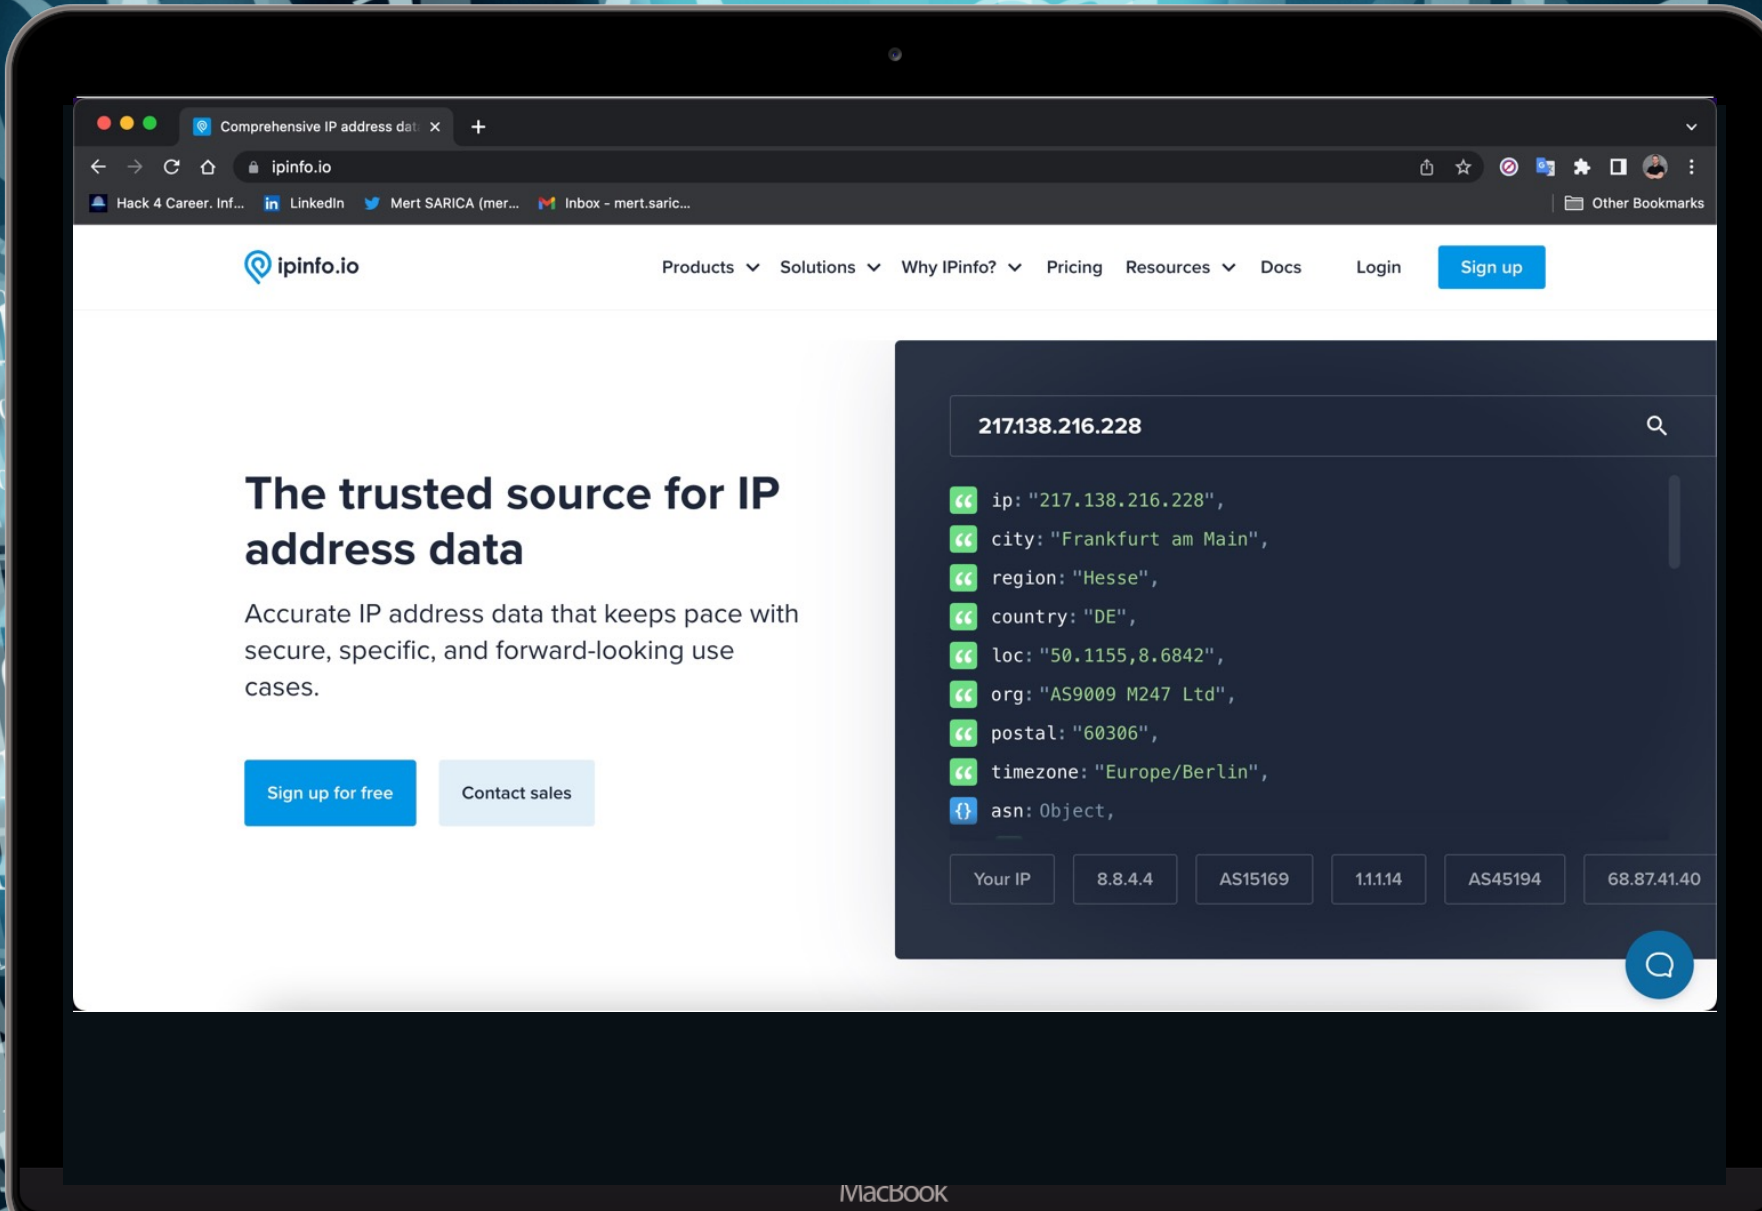 Comprehensive IP address dat
ipinfo.io
Hack 4 Career. Inf... LinkedIn Mert SARICA (mer... Inbox - mert.saric... Other Bookmarks
ipinfo.io Products Solutions Why IPinfo? Pricing Resources Docs Login Sign up
The trusted source for IP
address data
Accurate IP address data that keeps pace with
secure, specific, and forward-looking use
cases.
Sign up for free Contact sales
217.138.216.228
ip: "217.138.216.228",
city: "Frankfurt am Main",
region: "Hesse",
country: "DE",
loc: "50.1155,8.6842",
org: "AS9009 M247 Ltd",
postal: "60306",
timezone: "Europe/Berlin",
{} asn: Object,
Your IP 8.8.4.4 AS15169 1.1.1.14 AS45194 68.87.41.40
MacBook